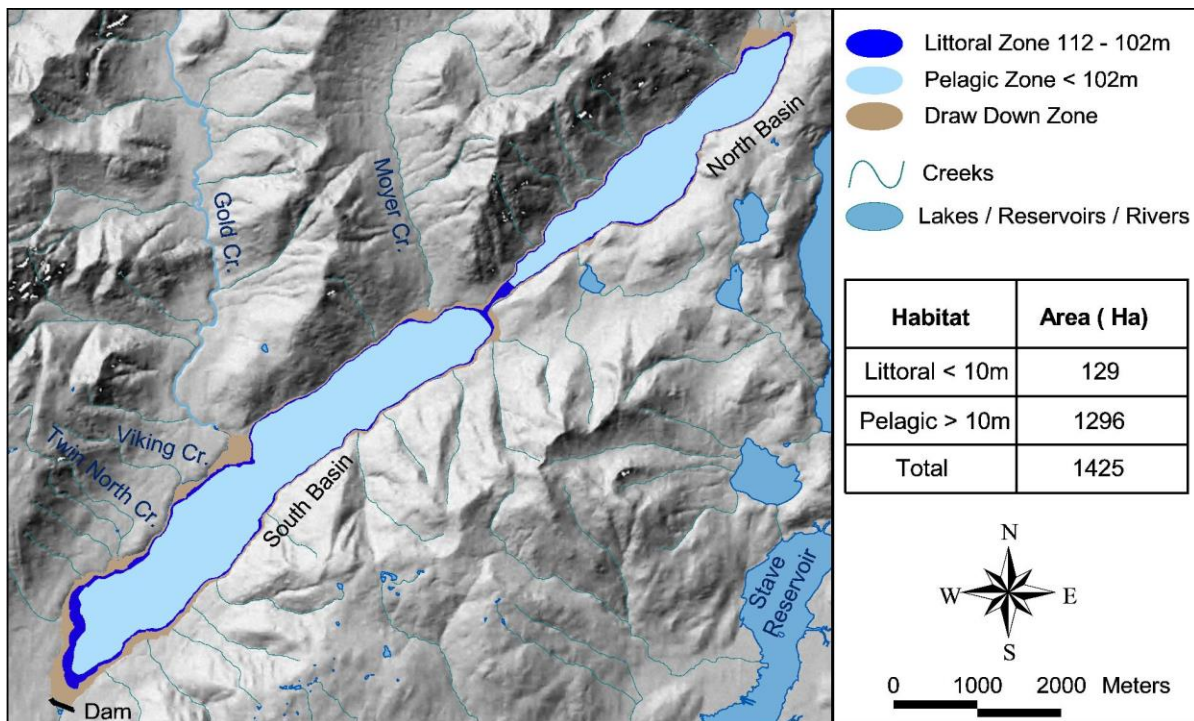 North Basin
Moyer Cr.
Gold Cr.
Viking Cr.
Twin North Cr.
South Basin
Stave
Reservoir
Dam
Littoral Zone 112 - 102m
Pelagic Zone < 102m
Draw Down Zone
Creeks
Lakes / Reservoirs / Rivers
Habitat Area ( Ha)
Littoral < 10m 129
Pelagic > 10m 1296
Total 1425
N
W E
S
0 1000 2000 Meters